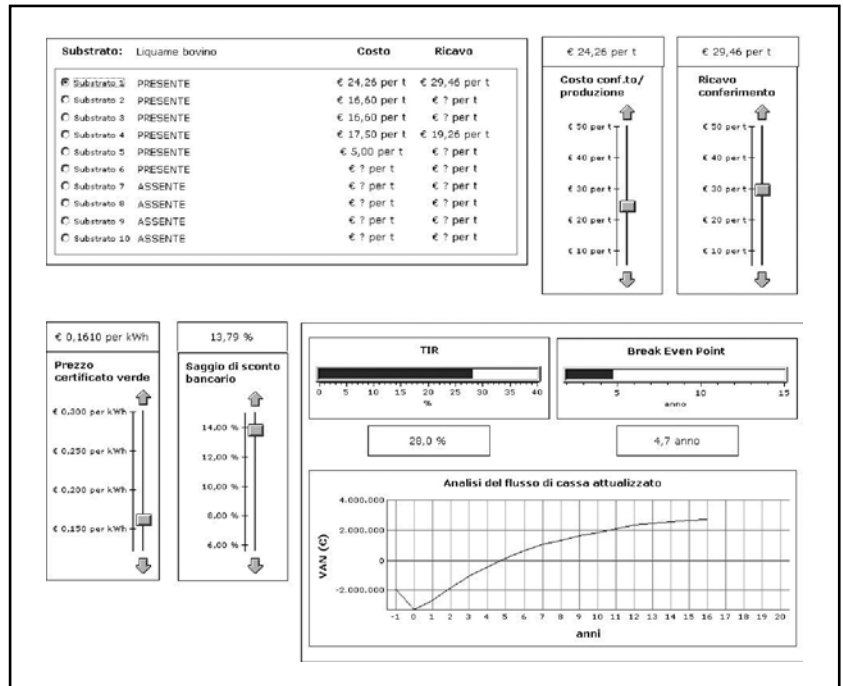 Substrato: Liquame bovino Costo Ricavo
Substrato 1 PRESENTE € 24,26 per t € 29,46 per t
Substrato 2 PRESENTE € 16,60 per t € ? per t
Substrato 3 PRESENTE € 16,60 per t € ? per t
Substrato 4 PRESENTE € 17,50 per t € 19,26 per t
Substrato 5 PRESENTE € 5,00 per t € ? per t
Substrato 6 PRESENTE € ? per t € ? per t
Substrato 7 ASSENTE € ? per t € ? per t
Substrato 8 ASSENTE € ? per t € ? per t
Substrato 9 ASSENTE € ? per t € ? per t
Substrato 10 ASSENTE € ? per t € ? per t
€ 24,26 per t
Costo conf.to/
produzione
€ 50 per t
€ 40 per t
€ 30 per t
€ 20 per t
€ 10 per t
€ 29,46 per t
Ricavo
conferimento
€ 50 per t
€ 40 per t
€ 30 per t
€ 20 per t
€ 10 per t
€ 0,1610 per kWh
Prezzo
certificato verde
€ 0,300 per kWh
€ 0,250 per kWh
€ 0,200 per kWh
€ 0,150 per kWh
13,79 %
Saggio di sconto
bancario
14,00 %
12,00 %
10,00 %
8,00 %
6,00 %
TIR
0 5 10 15 20 25 30 35 40
%
28,0 %
Break Even Point
5 10 15
anno
4,7 anno
Analisi del flusso di cassa attualizzato
VAN (€)
4.000.000
2.000.000
0
-2.000.000
-1 0 1 2 3 4 5 6 7 8 9 10 11 12 13 14 15 16 17 18 19 20
anni